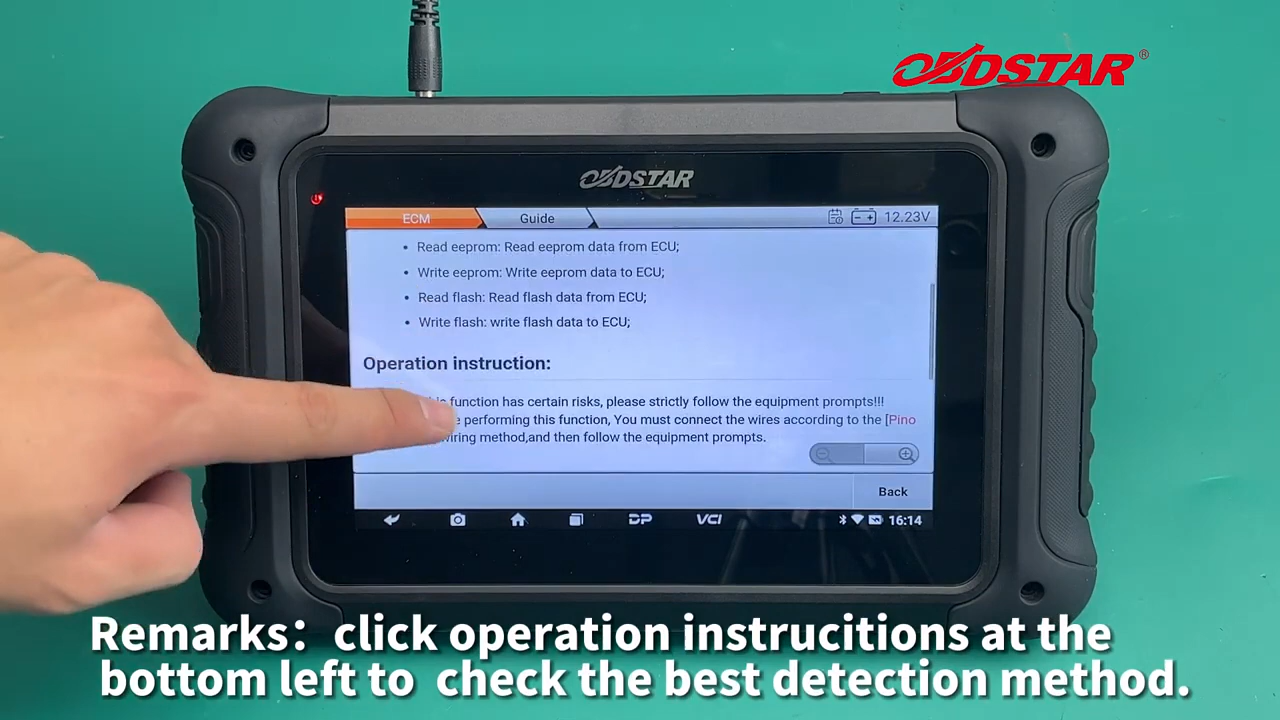 OBDSTAR®
OBDSTAR
ECM Guide 12.23V
• Read eeprom: Read eeprom data from ECU;
• Write eeprom: Write eeprom data to ECU;
• Read flash: Read flash data from ECU;
• Write flash: write flash data to ECU;
Operation instruction:
function has certain risks, please strictly follow the equipment prompts!!!
performing this function, You must connect the wires according to the [Pino
wiring method,and then follow the equipment prompts.
Back
DP VCI 16:14
Remarks：click operation instrucitions at the
bottom left to check the best detection method.